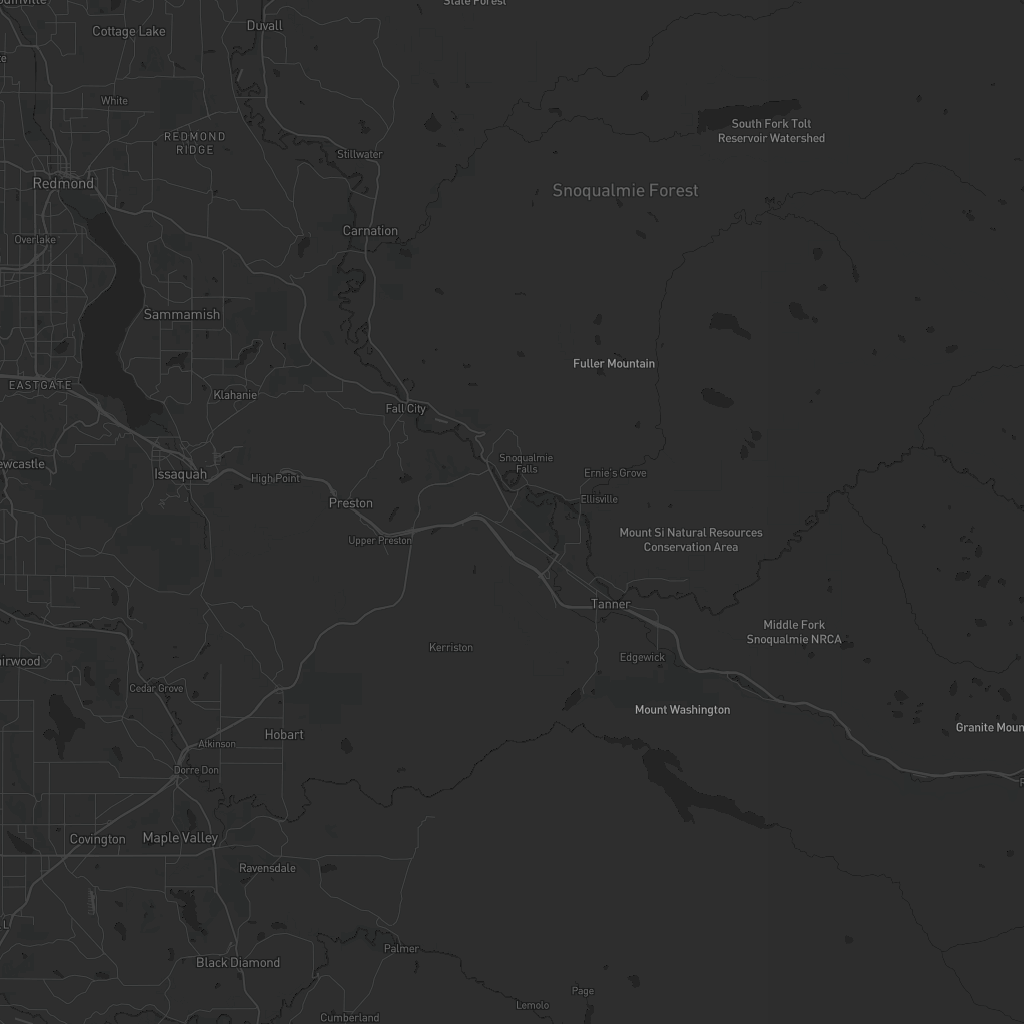 State Forest
Duvall
Cottage Lake
White
South Fork Tolt
Reservoir Watershed
REDMOND
RIDGE
Stillwater
Redmond
Snoqualmie Forest
Carnation
Overlake
Sammamish
Fuller Mountain
EASTGATE
Klahanie
Fall City
Snoqualmie
Falls
ewcastle
Issaquah
High Point
Ernie's Grove
Ellisville
Preston
Upper Preston
Mount Si Natural Resources
Conservation Area
Tanner
Middle Fork
Snoqualmie NRCA
Kerriston
Edgewick
airwood
Cedar Grove
Mount Washington
Granite Moun
Hobart
Atkinson
Dorre Don
Covington
Maple Valley
Ravensdale
Palmer
Black Diamond
Page
Lemolo
Cumberland